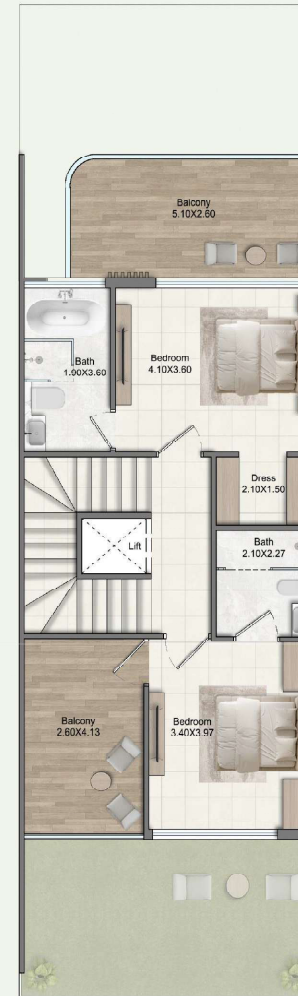 Balcony
5.10X2.60
Bath
1.90X3.60
Bedroom
4.10X3.60
Dress
2.10X1.50
Lift
Bath
2.10X2.27
Balcony
2.60X4.13
Bedroom
3.40X3.97